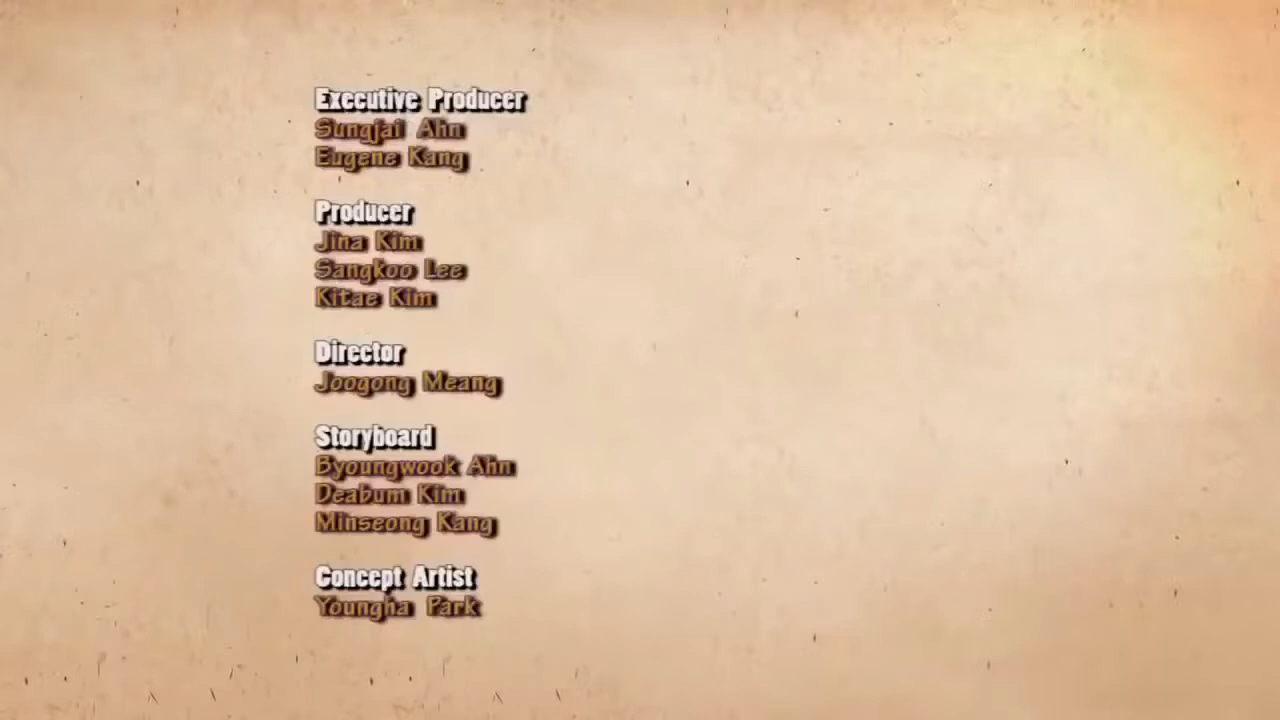 Executive Producer
Sungjai Ahn
Eugene Kang
Producer
Jina Kim
Sangkoo Lee
Kitae Kim
Director
Joogong Meang
Storyboard
Byoungwook Ahn
Deabum Kim
Minseong Kang
Concept Artist
Youngha Park